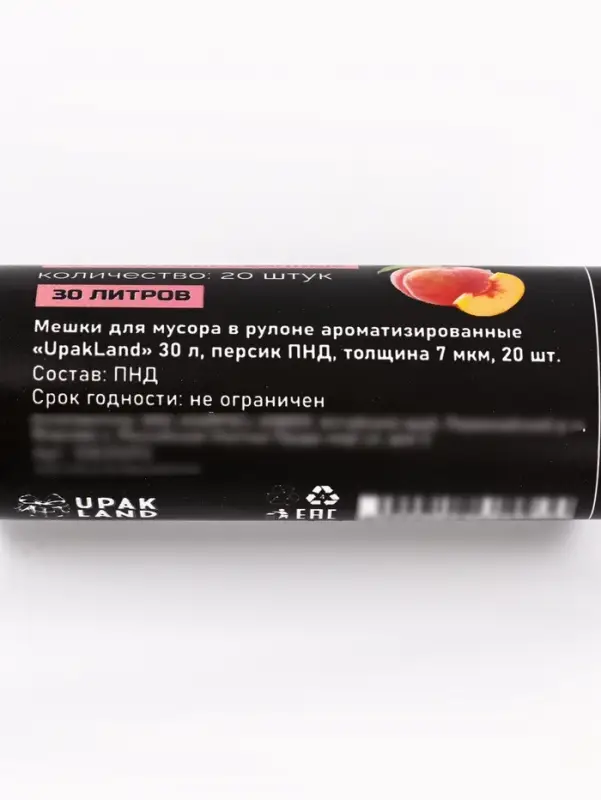 количество: 20 штук
30 ЛИТРОВ
Мешки для мусора в рулоне ароматизированные
«UpakLand» 30 л, персик ПНД, толщина 7 мкм, 20 шт.
Состав: ПНД
Срок годности: не ограничен
UPAK
LAND
EAC